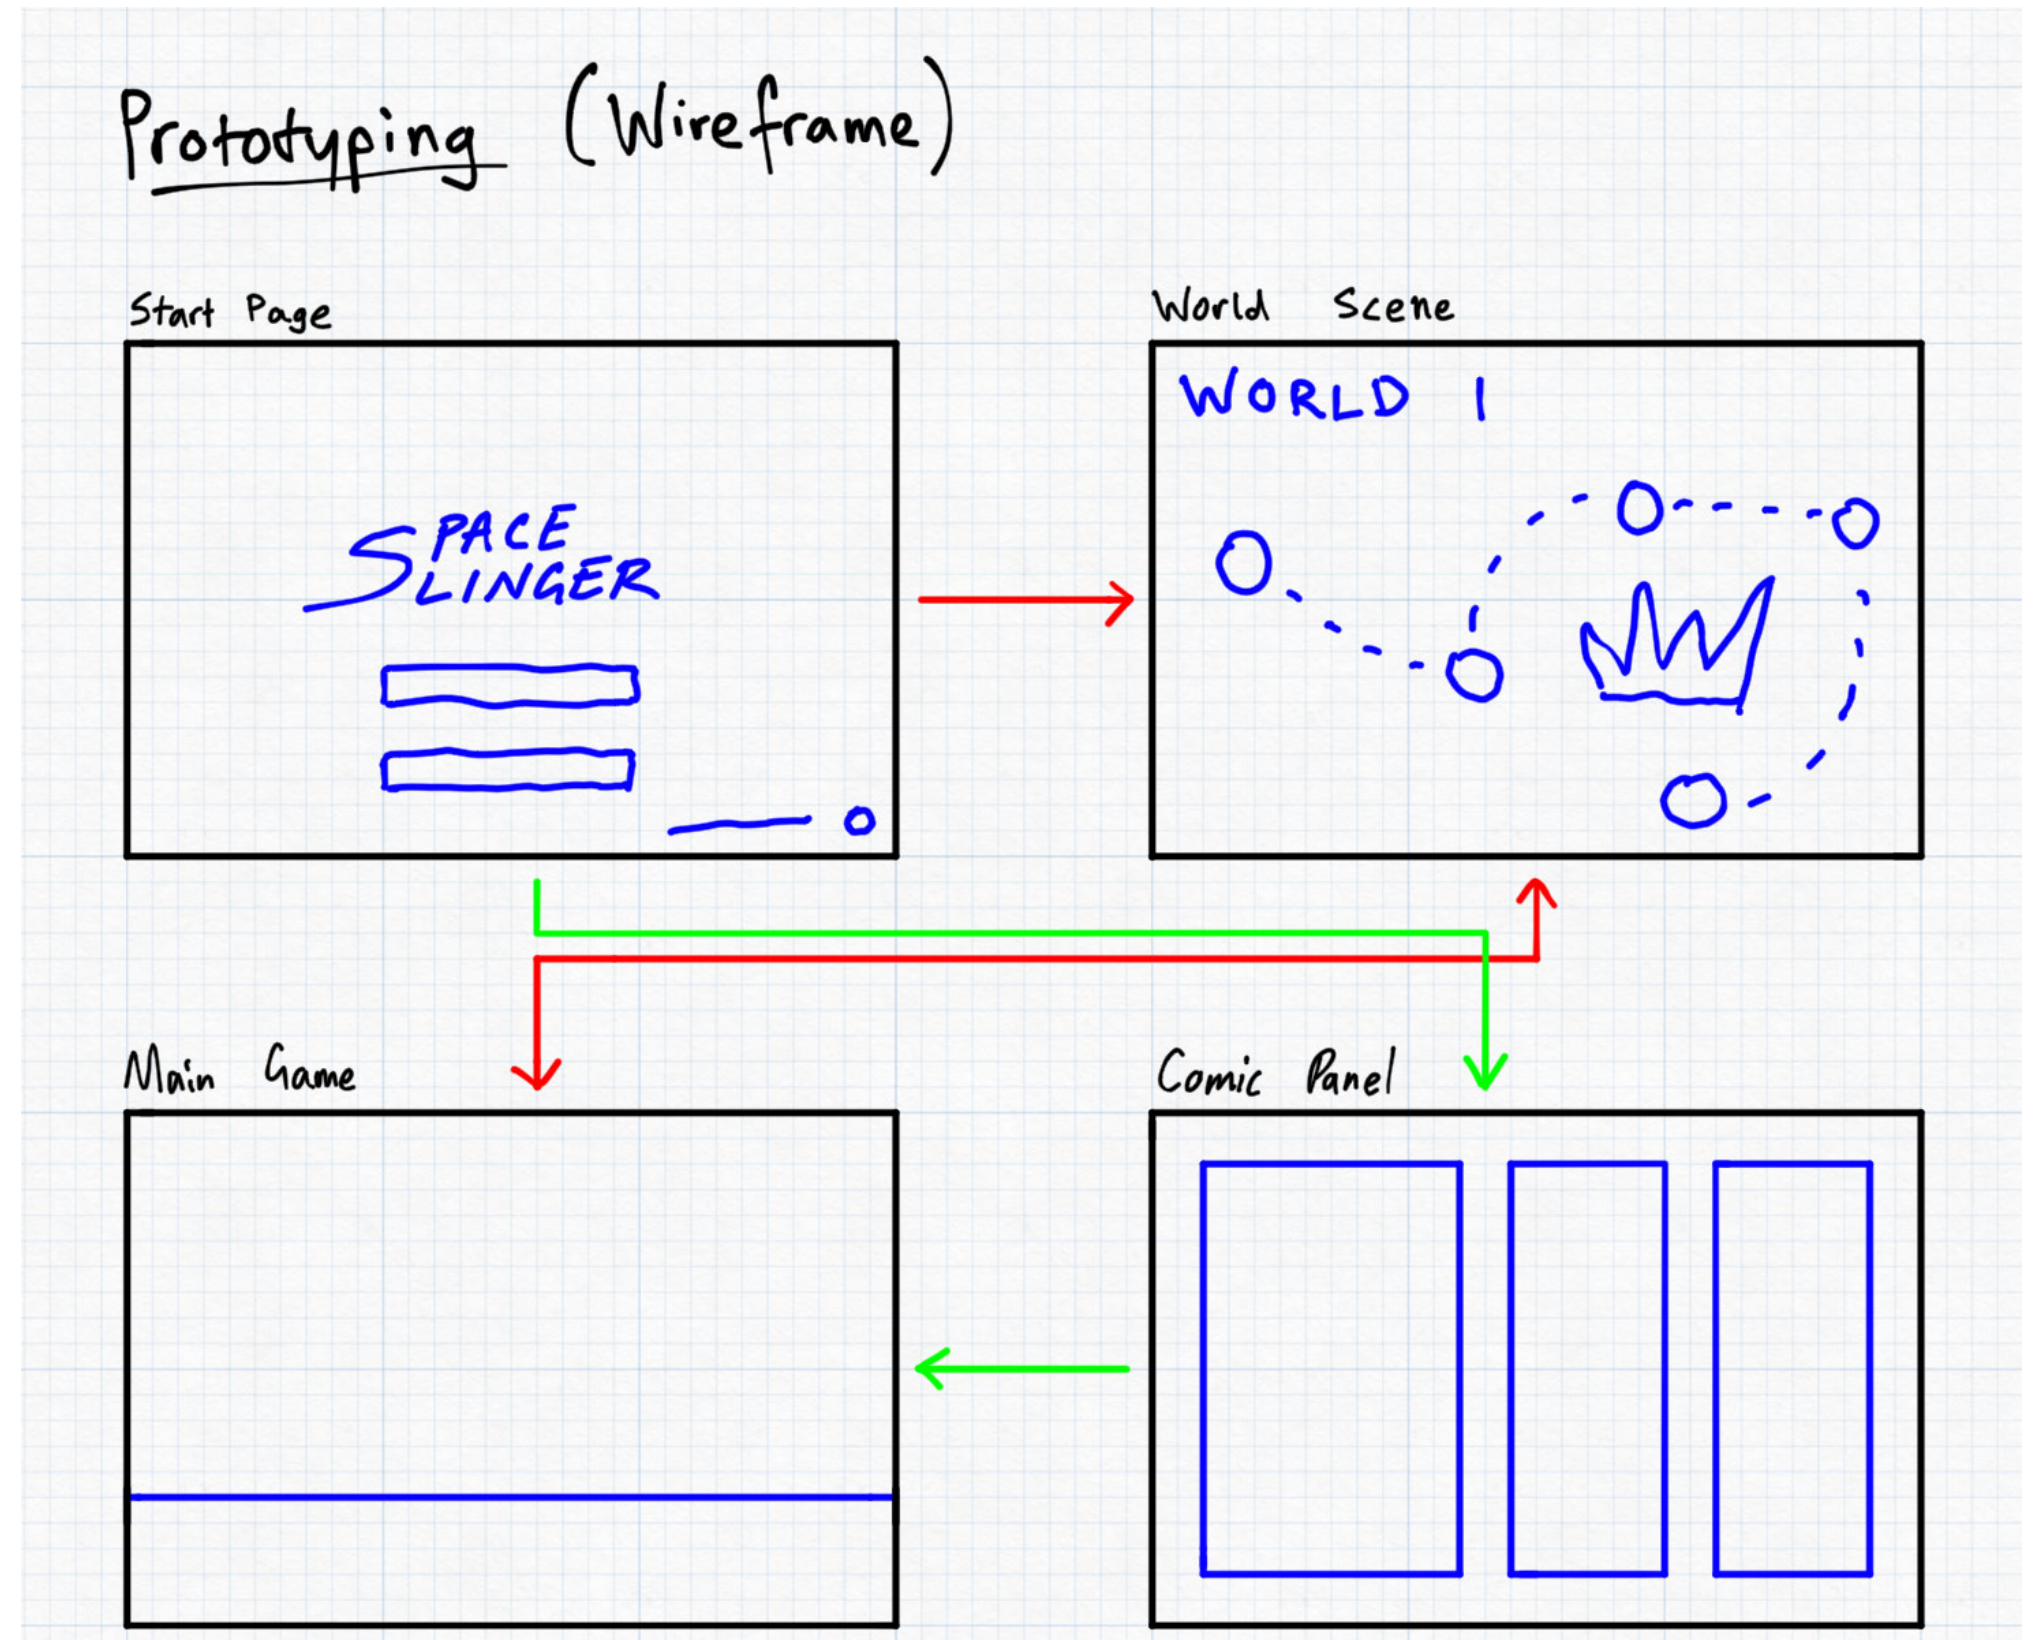 Prototyping (Wireframe)
Start Page
World Scene
WORLD 1
SPACE
SLINGER
Main Game
Comic Panel